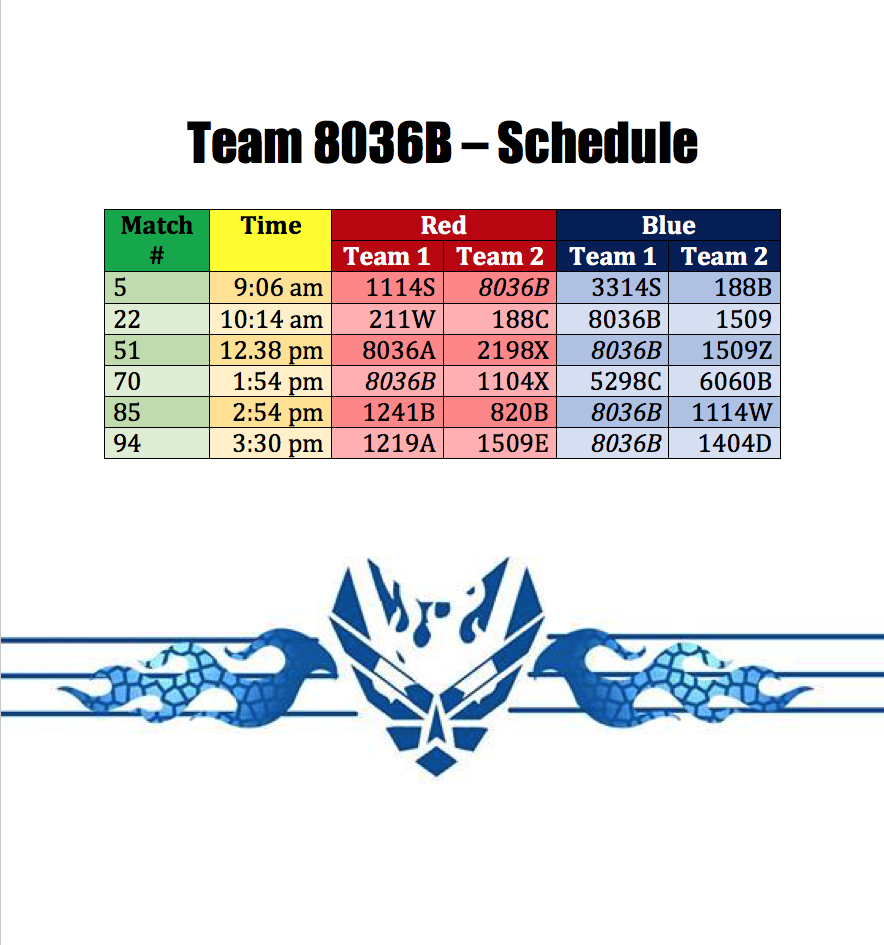 Team 8036B – Schedule
Match # Time Red Blue
Team 1 Team 2 Team 1 Team 2
5 9:06 am 1114S 8036B 3314S 188B
22 10:14 am 211W 188C 8036B 1509
51 12.38 pm 8036A 2198X 8036B 1509Z
70 1:54 pm 8036B 1104X 5298C 6060B
85 2:54 pm 1241B 820B 8036B 1114W
94 3:30 pm 1219A 1509E 8036B 1404D